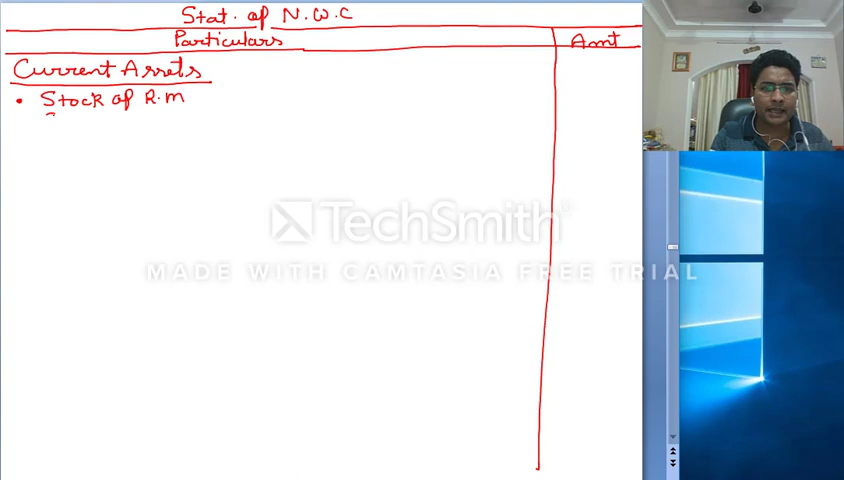 Stat. of N.W.C
Particulars Amt
Current Assets
• Stock of R.m
TechSmith
MADE WITH CAMTASIA FREE TRIAL